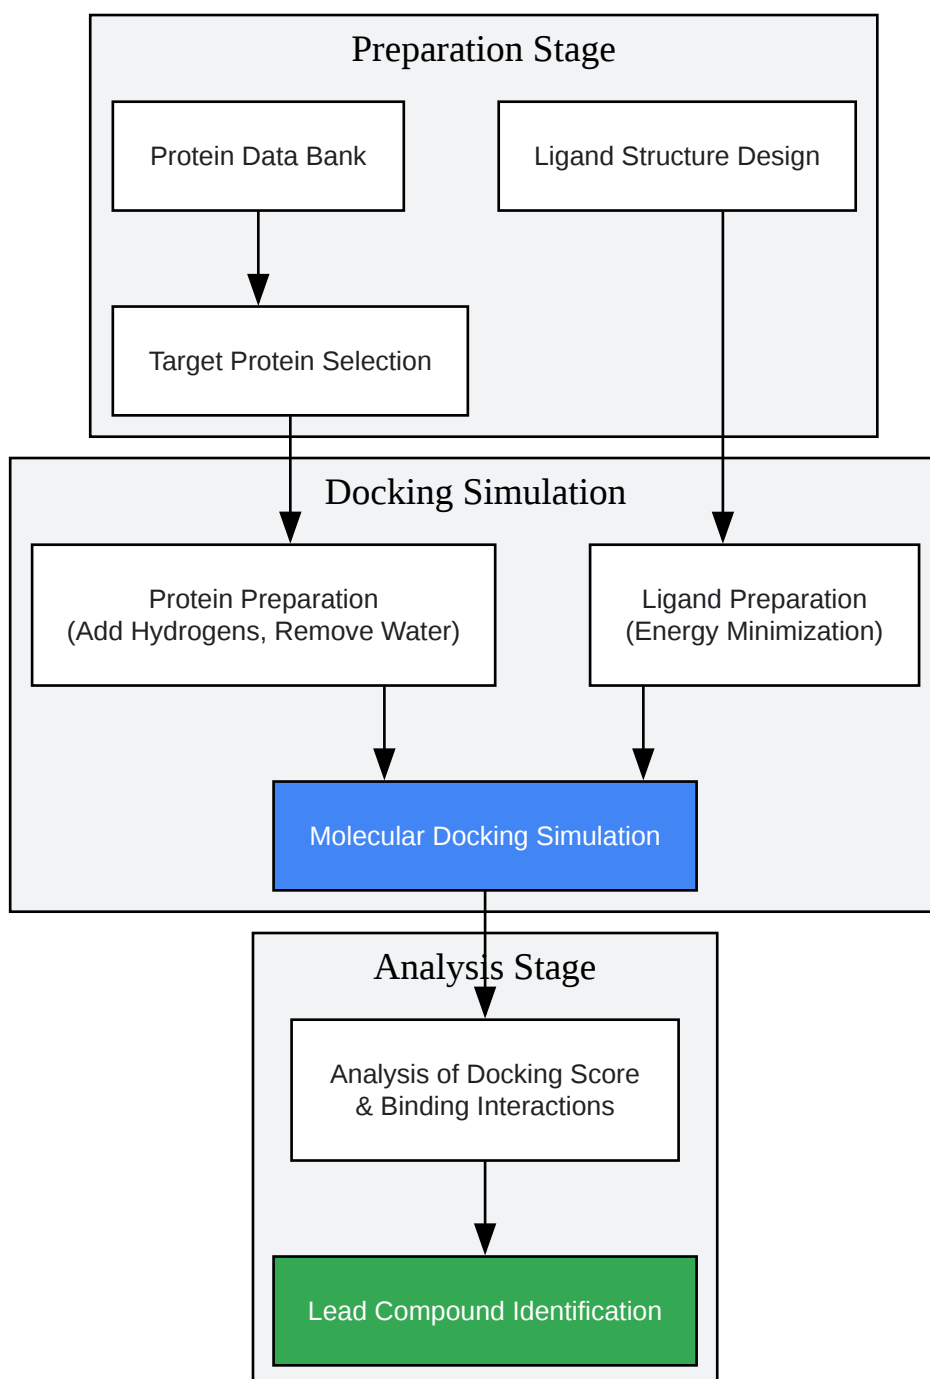 Preparation Stage
Protein Data Bank
Ligand Structure Design
Target Protein Selection
Docking Simulation
Protein Preparation
(Add Hydrogens, Remove Water)
Ligand Preparation
(Energy Minimization)
Molecular Docking Simulation
Analysis Stage
Analysis of Docking Score
& Binding Interactions
Lead Compound Identification